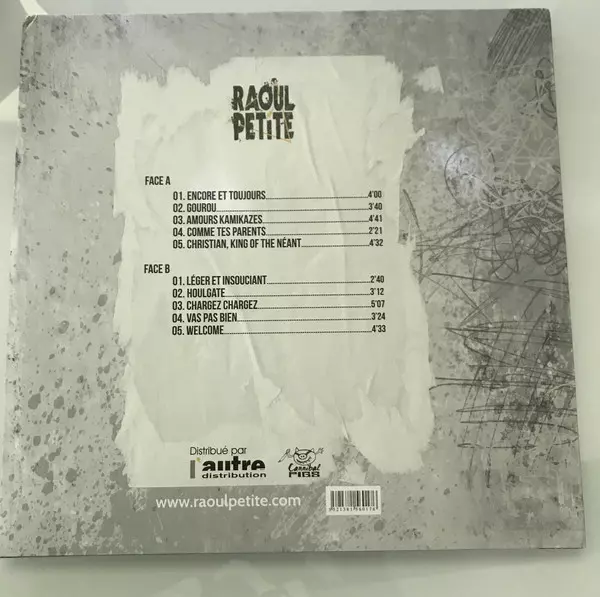 RAOUL
PETITE
FACE A
01. ENCORE ET TOUJOURS 4'00
02. GOUROU 3'40
03. AMOURS KAMIKAZES 4'41
04. COMME TES PARENTS 2'21
05. CHRISTIAN, KING OF THE NÉANT 4'32
FACE B
01. LÉGER ET INSOUCIANT 2'40
02. HOULGATE 3'12
03. CHARGEZ CHARGEZ 5'07
04. VAS PAS BIEN 3'24
05. WELCOME 4'33
Distribué par
l'autre
distribution
Cannibal
PIGS
www.raoulpetite.com